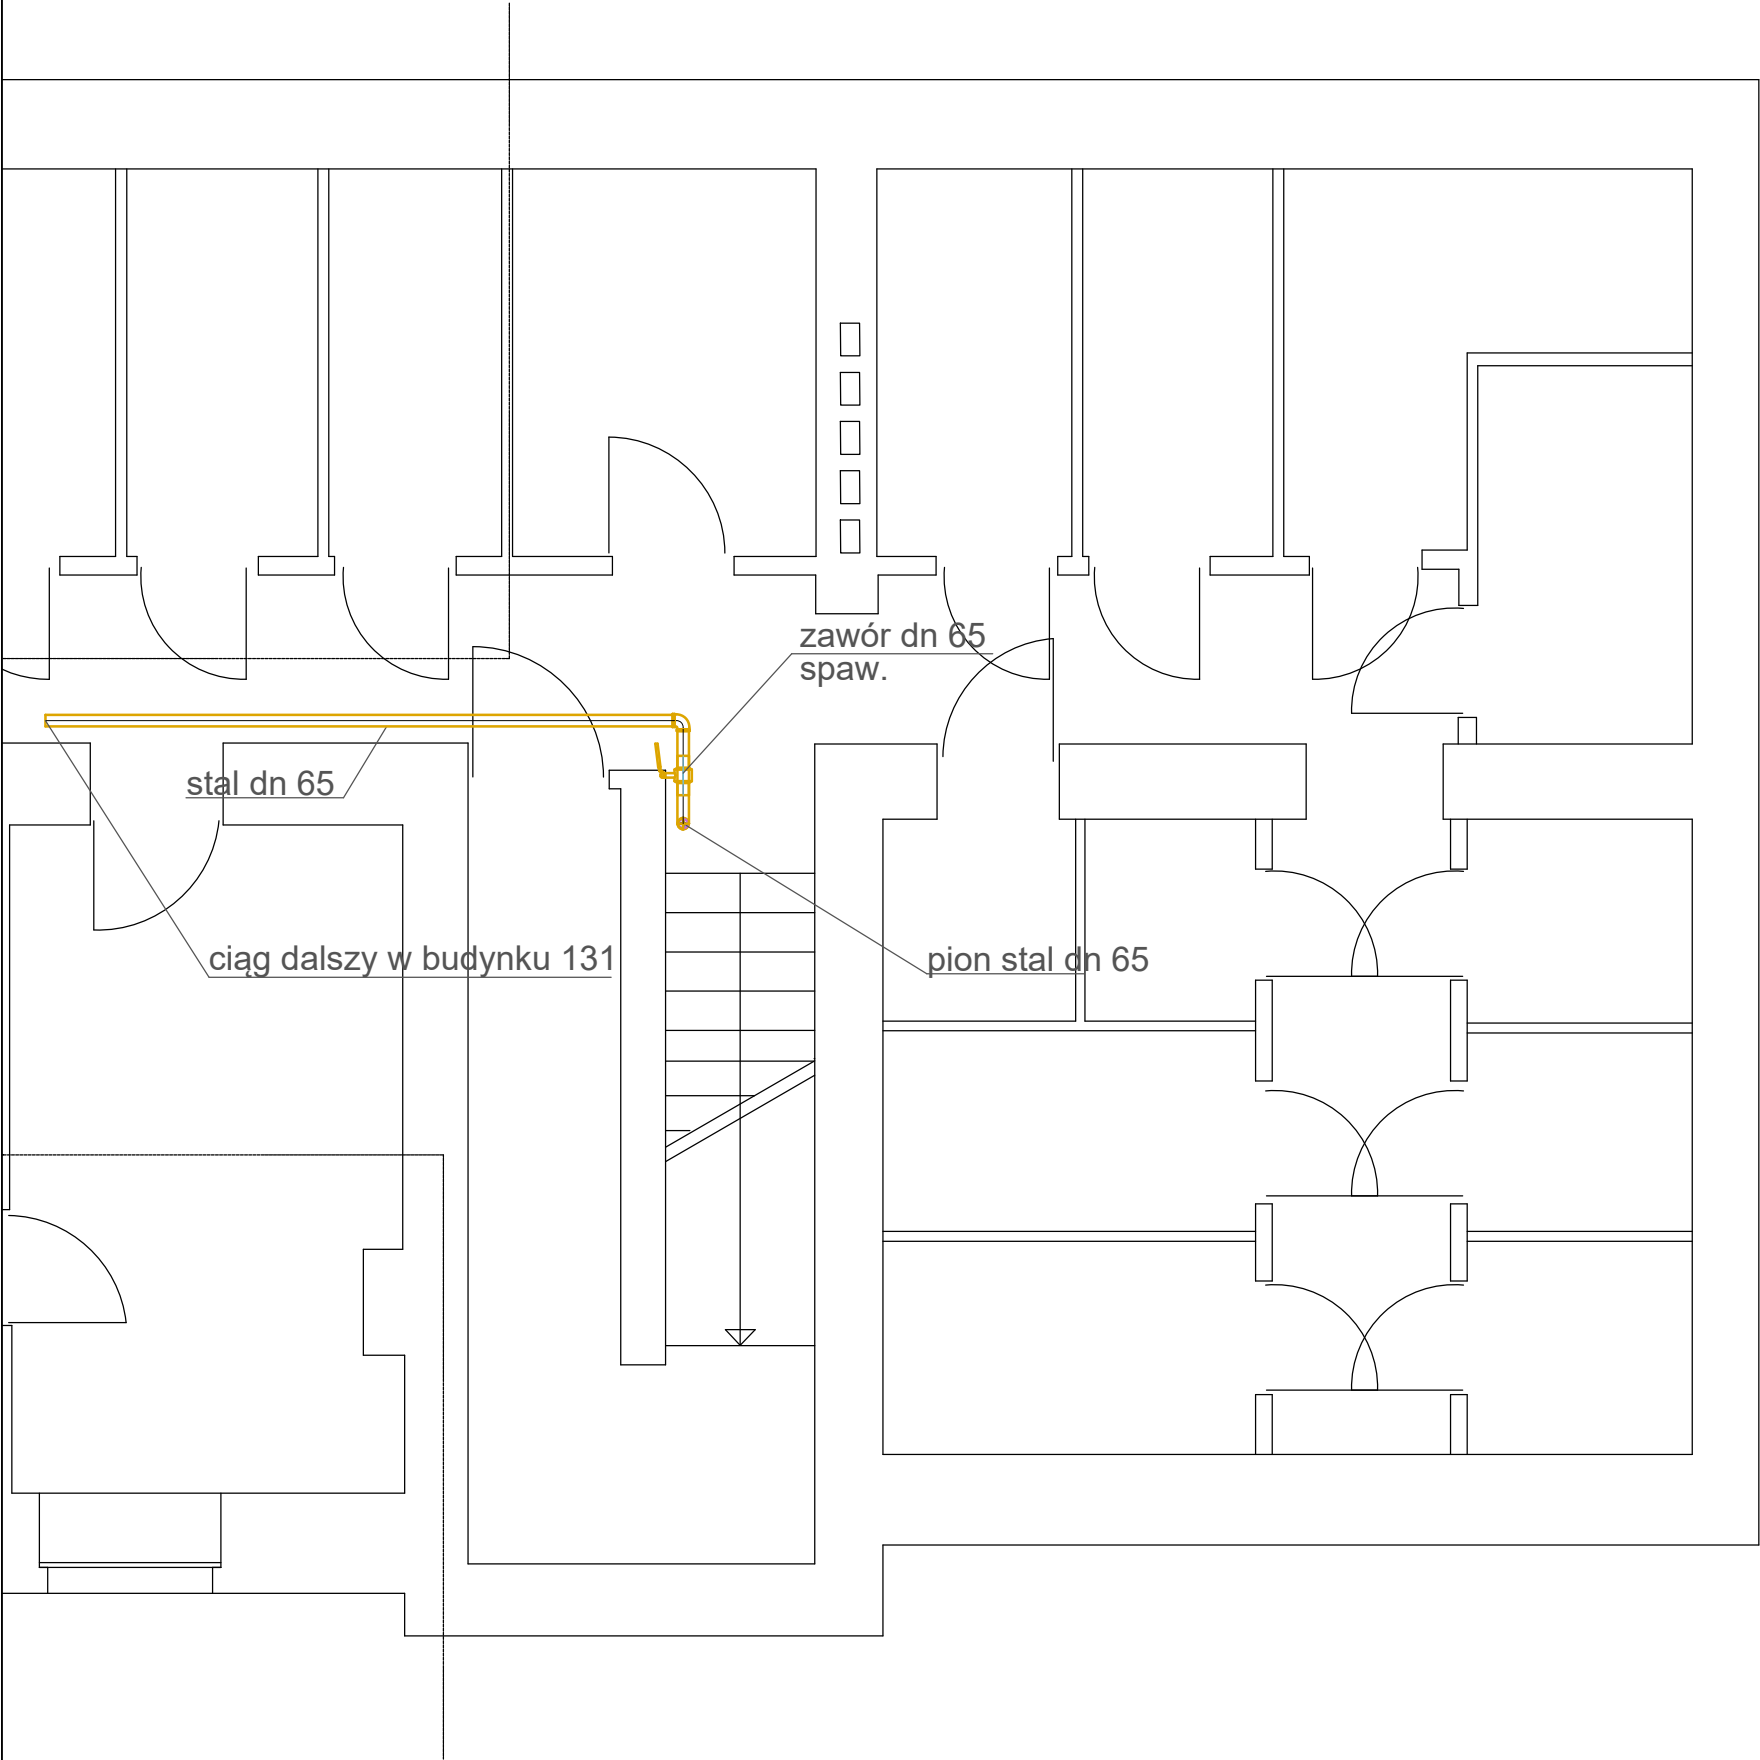 zawór dn 65
spaw.
stal dn 65
ciąg dalszy w budynku 131
pion stal dn 65